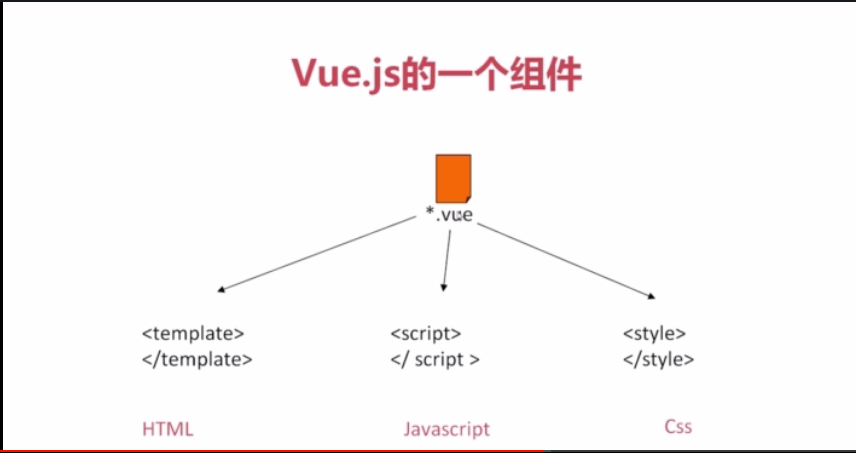 Vue.js的一个组件
*.vue
<template>
</template>
<script>
</ script >
<style>
</style>
HTML
Javascript
Css